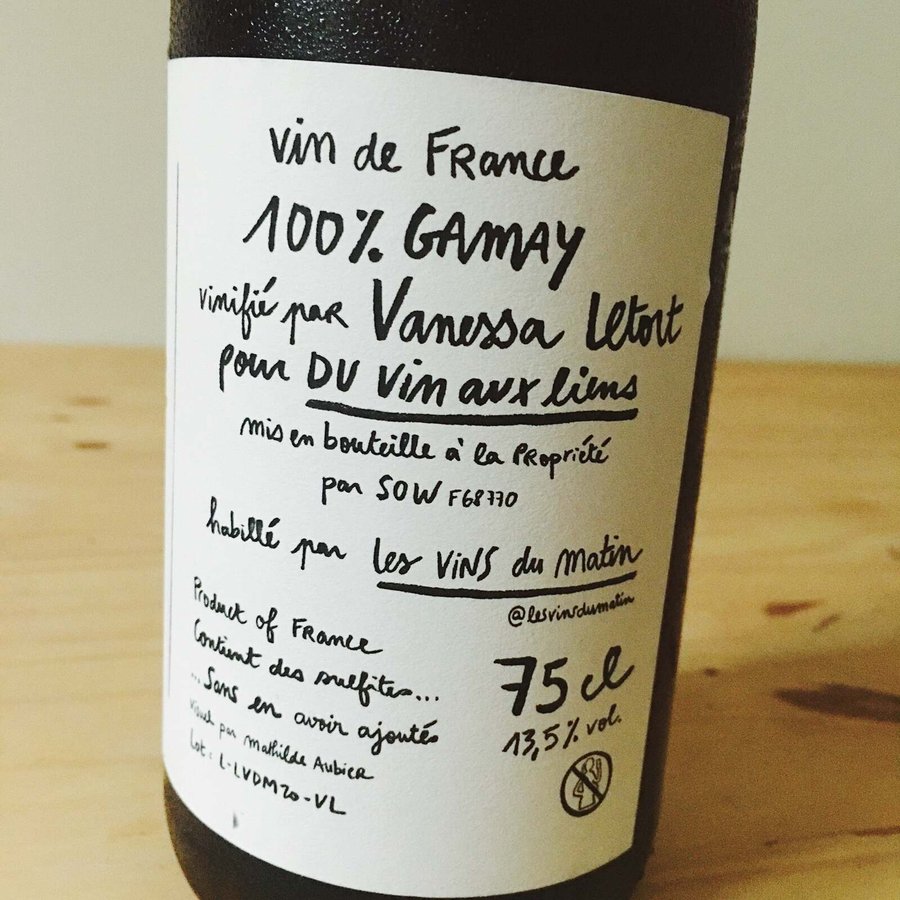 vin de France
100% GAMAY
vinifié par Vanessa Letort
pour DU vin aux liens
mis en bouteille à la propriété
par SOW F68770
habillé par les VINS du matin
@lesvinsdumatin
Product of France
Contient des sulfites...
...Sans en avoir ajoutés
visuel par Mathilde Aubier
Lot: L-LVDM20-VL
75 cl
13,5% vol.